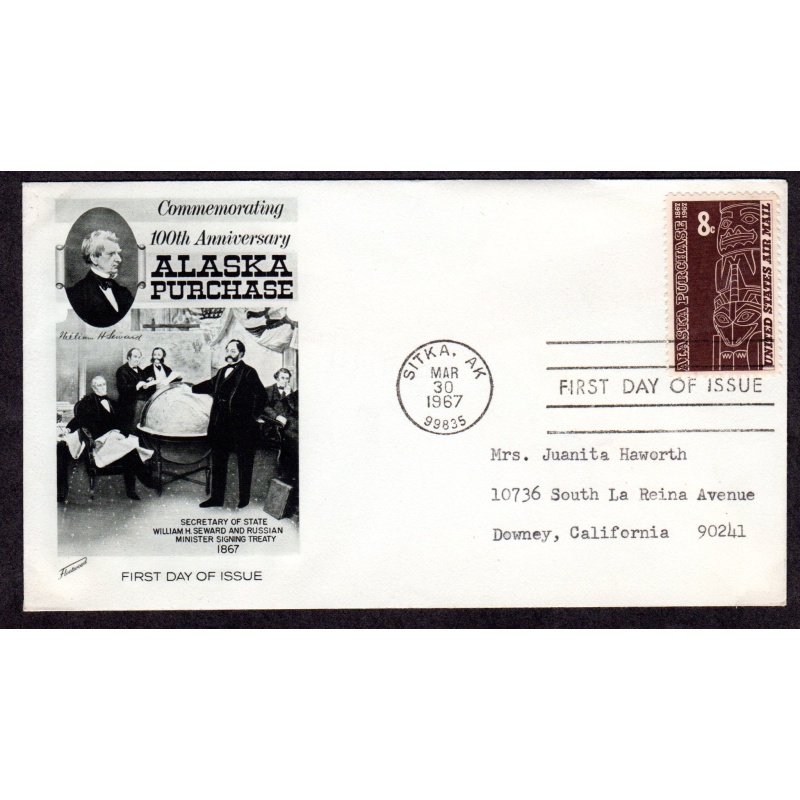 Commemorating
100th Anniversary
ALASKA
PURCHASE
William H Seward
SECRETARY OF STATE
WILLIAM H. SEWARD AND RUSSIAN
MINISTER SIGNING TREATY
1867
Fleetwood
FIRST DAY OF ISSUE
SITKA, AK
MAR
30
1967
99835
ALASKA PURCHASE 1867 1967
8c
UNITED STATES AIR MAIL
FIRST DAY OF ISSUE
Mrs. Juanita Haworth
10736 South La Reina Avenue
Downey, California 90241